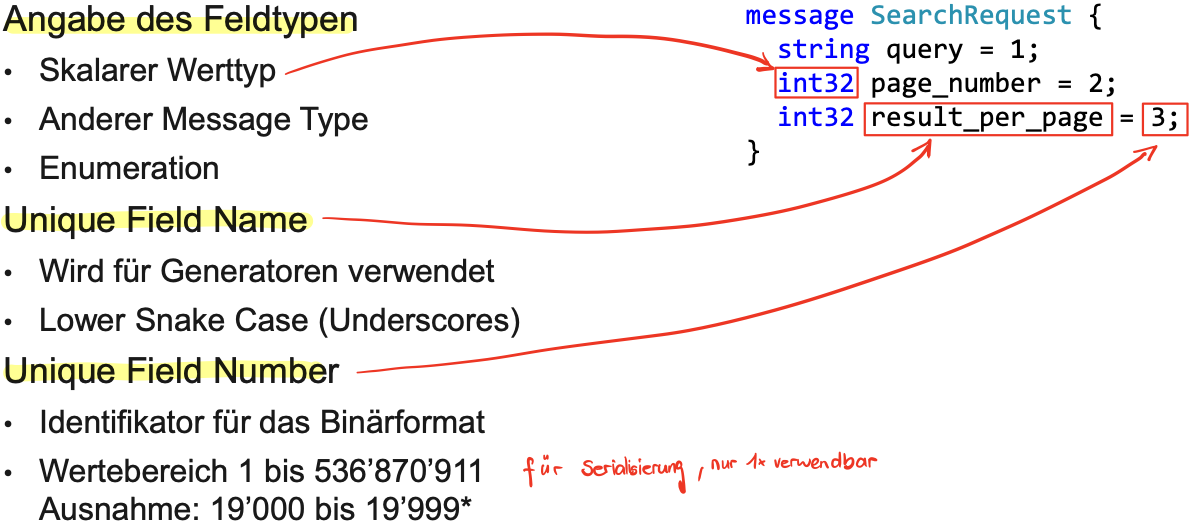 Angabe des Feldtypen
• Skalarer Werttyp
• Anderer Message Type
• Enumeration
Unique Field Name
• Wird für Generatoren verwendet
• Lower Snake Case (Underscores)
Unique Field Number
• Identifikator für das Binärformat
• Wertebereich 1 bis 536’870’911
Ausnahme: 19’000 bis 19’999*
für Serialisierung, nur 1x verwendbar
message SearchRequest {
string query = 1;
int32 page_number = 2;
int32 result_per_page = 3;
}